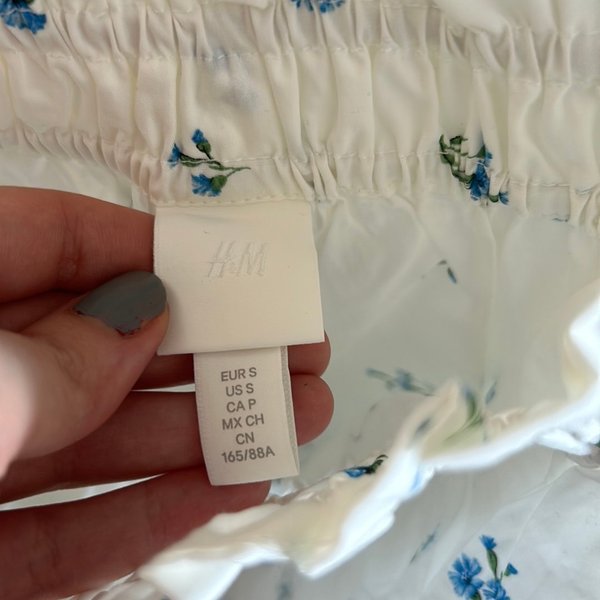 H&M
EUR S
US S
CA P
MX CH
CN
165/88A